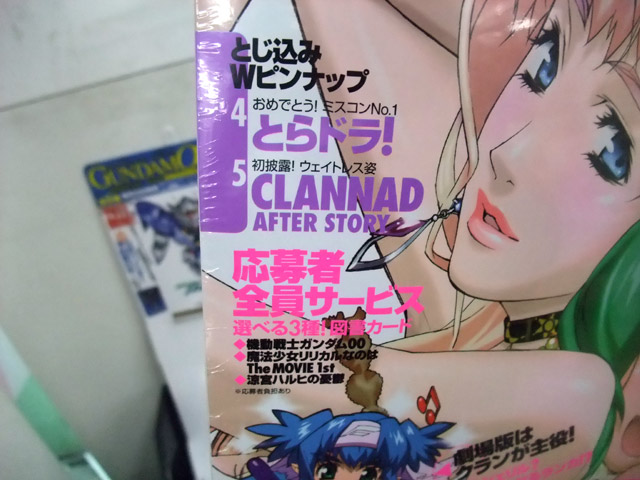 とじ込み
Wピンナップ
4 おめでとう! ミスコンNo.1
とらドラ!
5 初披露! ウェイトレス姿
CLANNAD
AFTER STORY
応募者
全員サービス
選べる3種! 図書カード
◆機動戦士ガンダム00
◆魔法少女リリカルなのは
The MOVIE 1st
◆涼宮ハルヒの憂鬱
※応募者負担あり
劇場版は
クランが主役!
GUNDAM